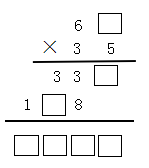 6 □
× 3 5
3 3 □
1 □ 8
□ □ □ □